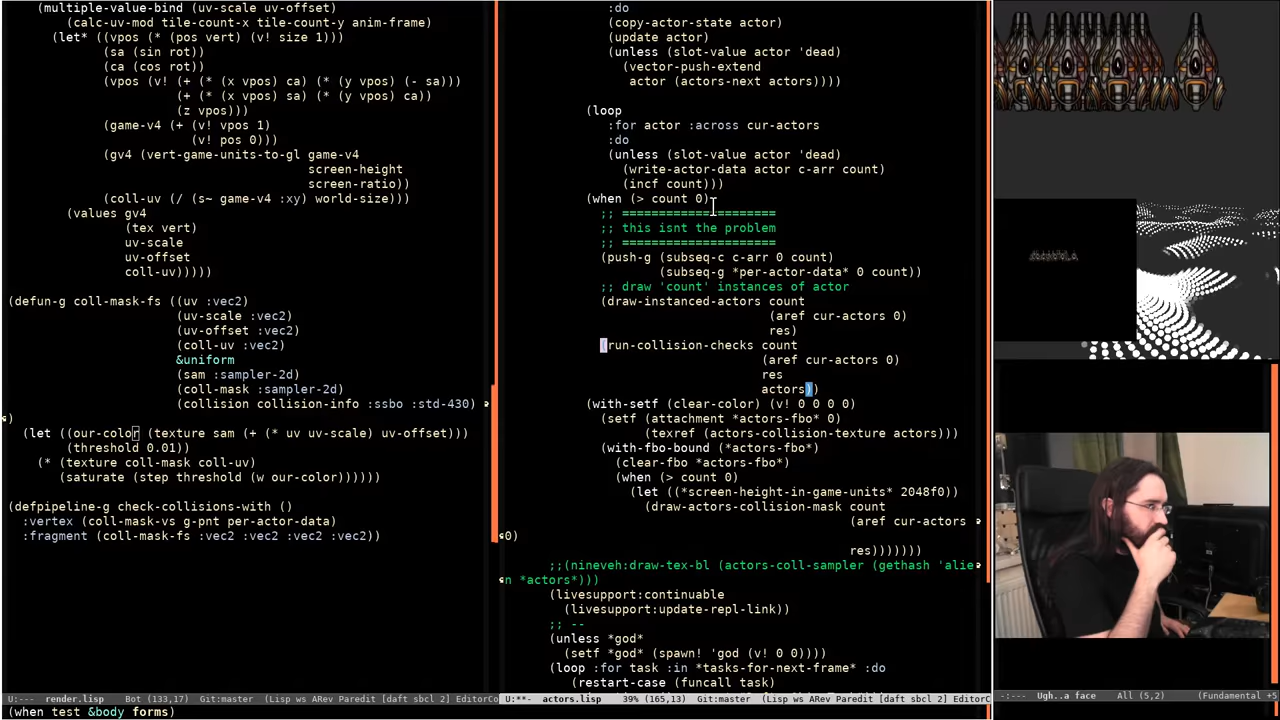 (multiple-value-bind (uv-scale uv-offset)
(calc-uv-mod tile-count-x tile-count-y anim-frame)
(let* ((vpos (* (pos vert) (v! size 1)))
(sa (sin rot))
(ca (cos rot))
(vpos (v! (+ (* (x vpos) ca) (* (y vpos) (- sa)))
(+ (* (x vpos) sa) (* (y vpos) ca))
(z vpos)))
(game-v4 (+ (v! vpos 1)
(v! pos 0)))
(gv4 (vert-game-units-to-gl game-v4
screen-height
screen-ratio))
(coll-uv (/ (s~ game-v4 :xy) world-size)))
(values gv4
(tex vert)
uv-scale
uv-offset
coll-uv)))))
(defun-g coll-mask-fs ((uv :vec2)
(uv-scale :vec2)
(uv-offset :vec2)
(coll-uv :vec2)
&uniform
(sam :sampler-2d)
(coll-mask :sampler-2d)
(collision collision-info :ssbo :std-430)
)
(let ((our-color (texture sam (+ (* uv uv-scale) uv-offset)))
(threshold 0.01))
(* (texture coll-mask coll-uv)
(saturate (step threshold (w our-color))))))
(defpipeline-g check-collisions-with ()
:vertex (coll-mask-vs g-pnt per-actor-data)
:fragment (coll-mask-fs :vec2 :vec2 :vec2 :vec2))
U:--- render.lisp Bot (133,17) Git:master (Lisp ws ARev Paredit [daft sbcl 2] EditorC
(when test &body forms)
:do
(copy-actor-state actor)
(update actor)
(unless (slot-value actor 'dead)
(vector-push-extend
actor (actors-next actors))))
(loop
:for actor :across cur-actors
:do
(unless (slot-value actor 'dead)
(write-actor-data actor c-arr count)
(incf count)))
(when (> count 0)
;; =====================
;; this isnt the problem
;; =====================
(push-g (subseq-c c-arr 0 count)
(subseq-g *per-actor-data* 0 count))
;; draw 'count' instances of actor
(draw-instanced-actors count
(aref cur-actors 0)
res)
(run-collision-checks count
(aref cur-actors 0)
res
actors))
(with-setf (clear-color) (v! 0 0 0 0)
(setf (attachment *actors-fbo* 0)
(texref (actors-collision-texture actors)))
(with-fbo-bound (*actors-fbo*)
(clear-fbo *actors-fbo*)
(when (> count 0)
(let ((*screen-height-in-game-units* 2048f0))
(draw-actors-collision-mask count
(aref cur-actors
0)
res)))))))
;;(nineveh:draw-tex-bl (actors-coll-sampler (gethash 'alie
n *actors*)))
(livesupport:continuable
(livesupport:update-repl-link))
;; --
(unless *god*
(setf *god* (spawn! 'god (v! 0 0))))
(loop :for task :in *tasks-for-next-frame* :do
(restart-case (funcall task)
U:**- actors.lisp 39% (165,13) Git:master (Lisp ws ARev Paredit [daft sbcl 2] EditorC
-:--- Ugh..a face All (5,2) (Fundamental +5